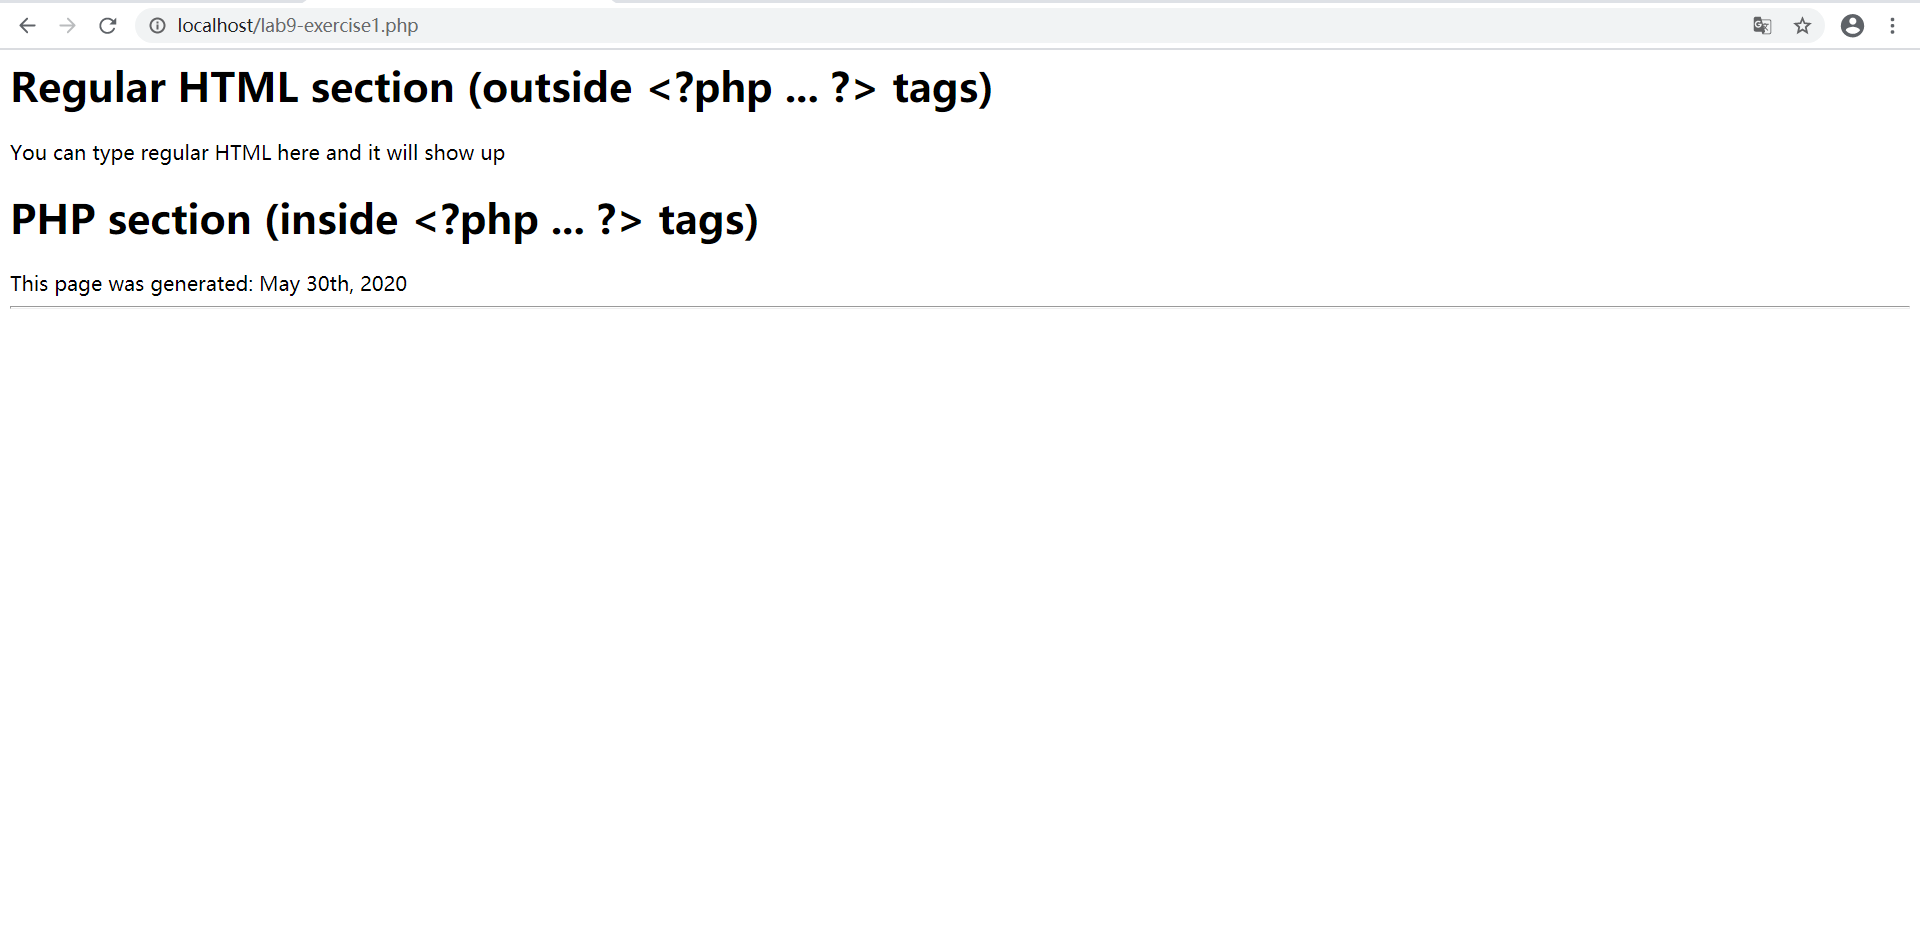 localhost/lab9-exercise1.php
Regular HTML section (outside <?php ... ?> tags)
You can type regular HTML here and it will show up
PHP section (inside <?php ... ?> tags)
This page was generated: May 30th, 2020